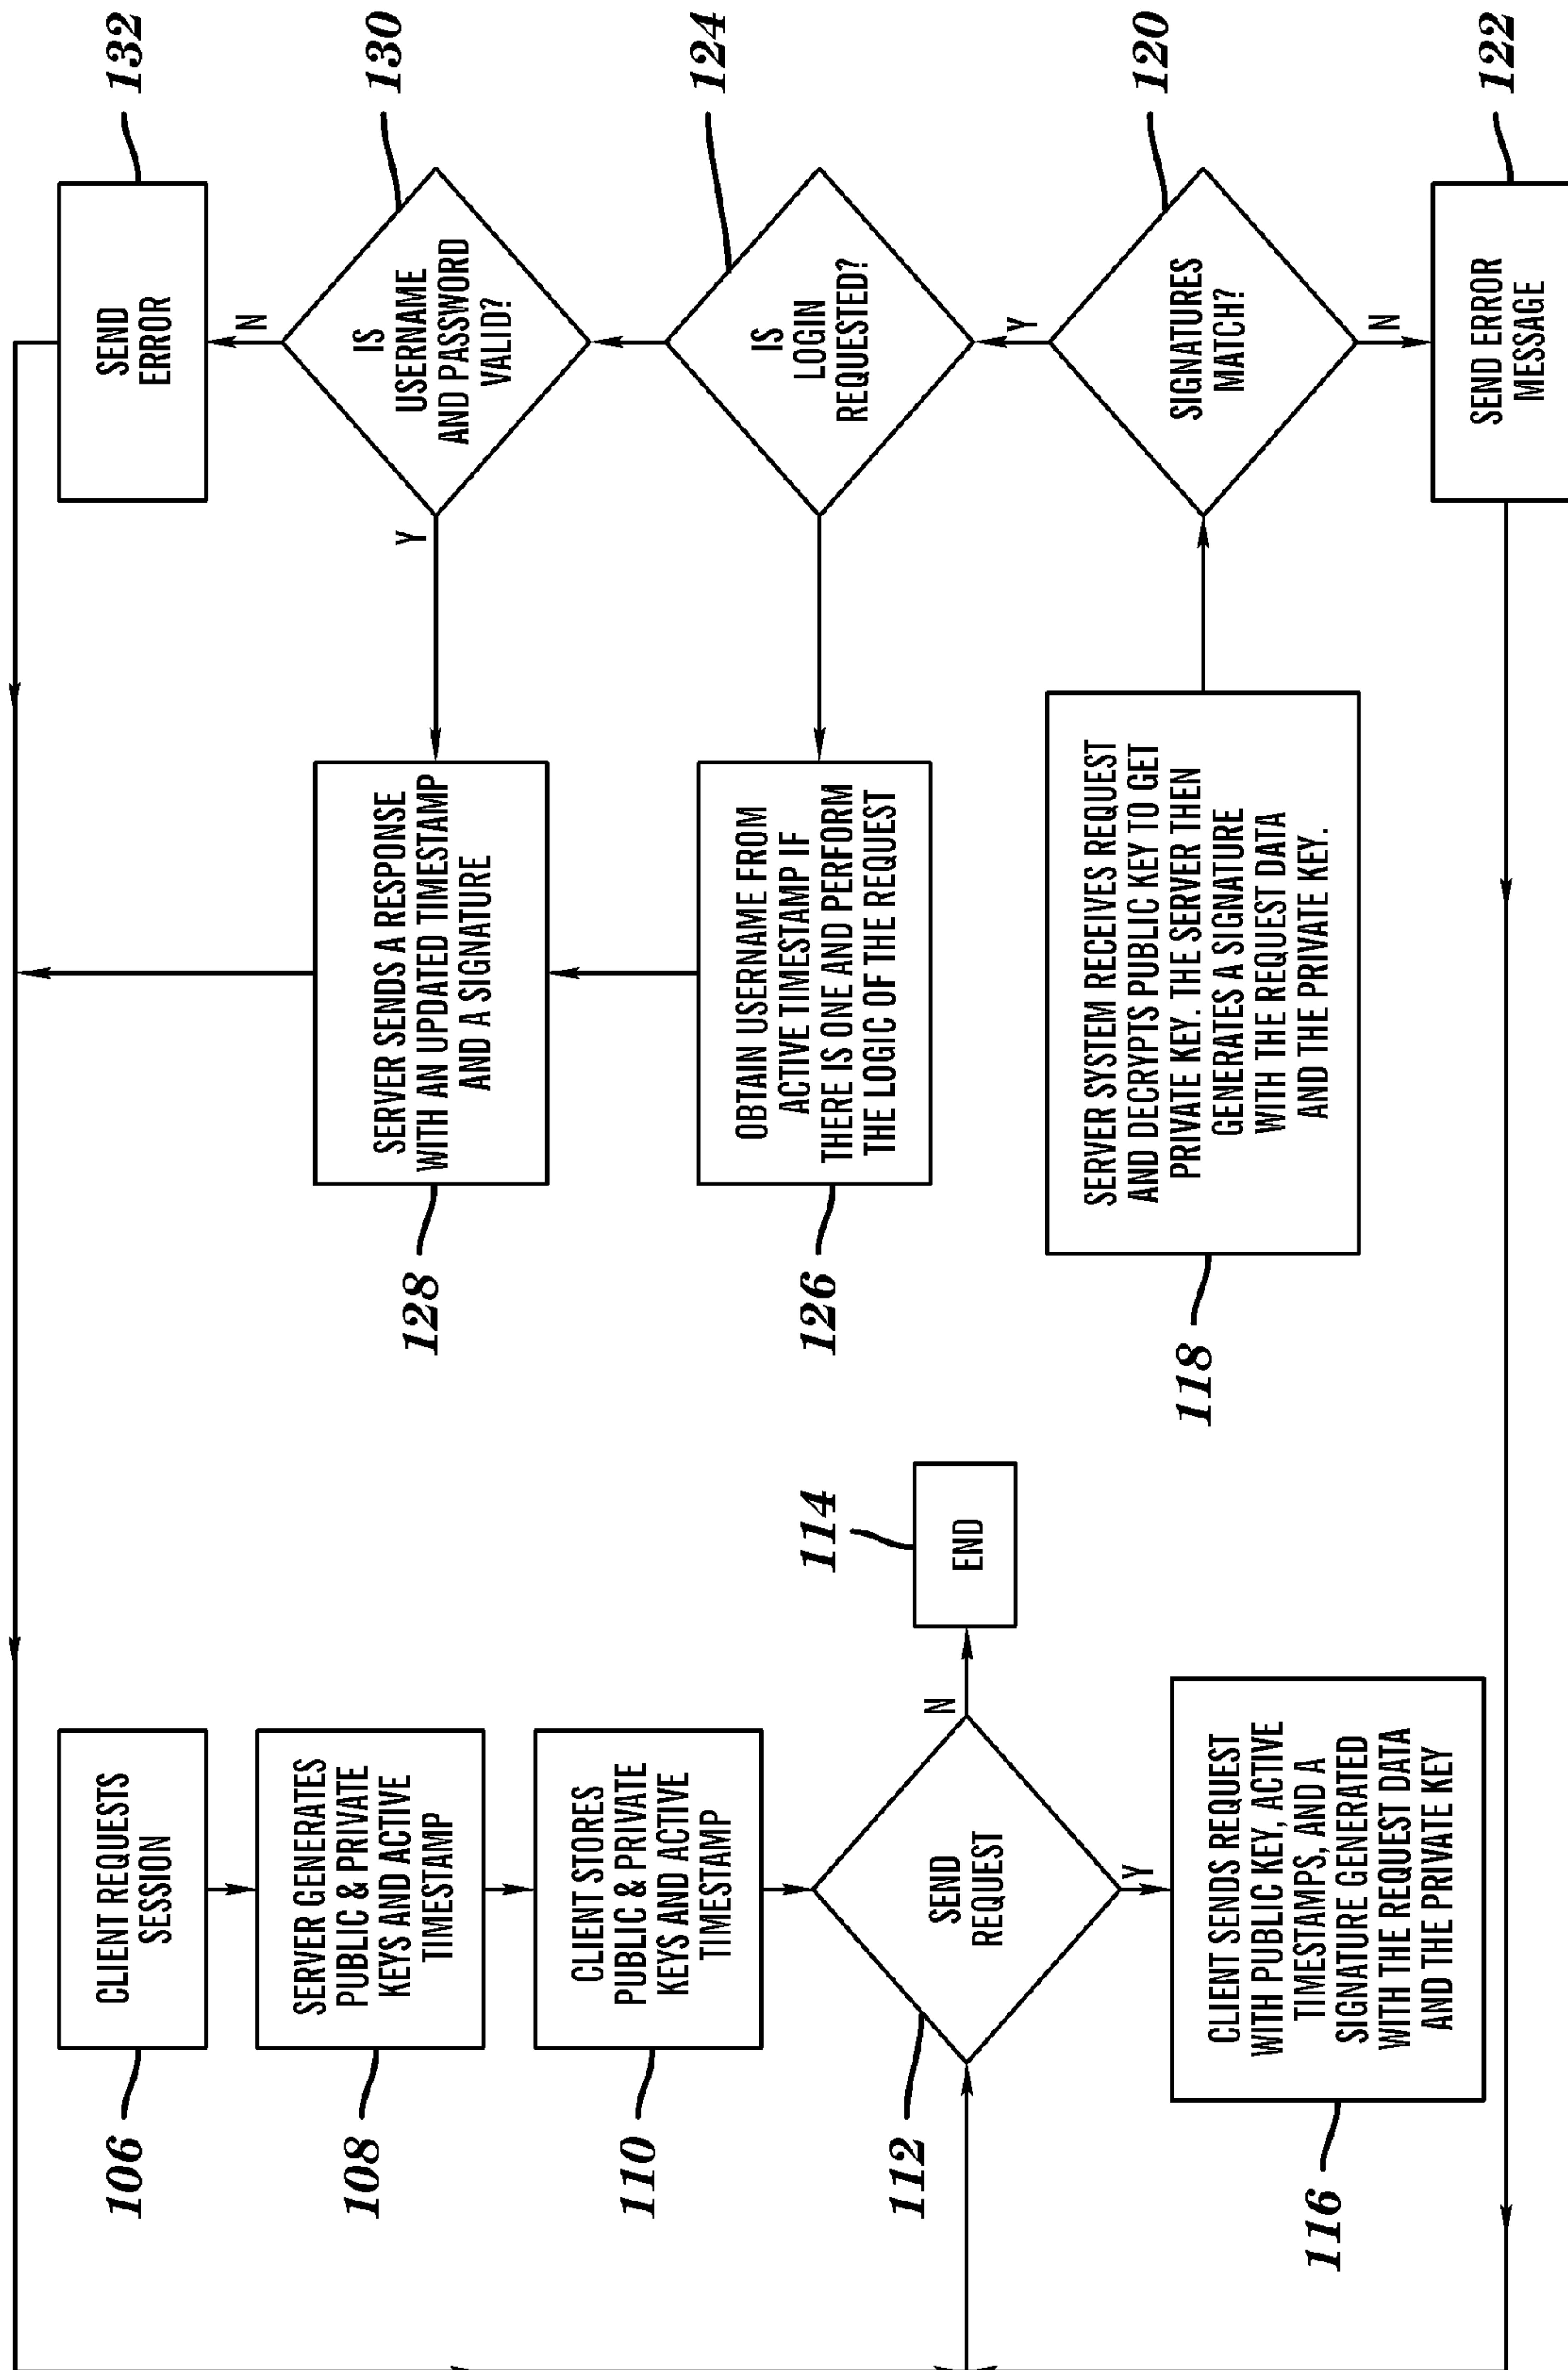 106
CLIENT REQUESTS
SESSION
108
SERVER GENERATES
PUBLIC & PRIVATE
KEYS AND ACTIVE
TIMESTAMP
110
CLIENT STORES
PUBLIC & PRIVATE
KEYS AND ACTIVE
TIMESTAMP
112
SEND
REQUEST
N
114
END
Y
116
CLIENT SENDS REQUEST
WITH PUBLIC KEY, ACTIVE
TIMESTAMPS, AND A
SIGNATURE GENERATED
WITH THE REQUEST DATA
AND THE PRIVATE KEY
118
SERVER SYSTEM RECEIVES REQUEST
AND DECRYPTS PUBLIC KEY TO GET
PRIVATE KEY. THE SERVER THEN
GENERATES A SIGNATURE
WITH THE REQUEST DATA
AND THE PRIVATE KEY.
120
SIGNATURES
MATCH?
N
122
SEND ERROR
MESSAGE
Y
124
IS
LOGIN
REQUESTED?
126
OBTAIN USERNAME FROM
ACTIVE TIMESTAMP IF
THERE IS ONE AND PERFORM
THE LOGIC OF THE REQUEST
128
SERVER SENDS A RESPONSE
WITH AN UPDATED TIMESTAMP
AND A SIGNATURE
130
IS
USERNAME
AND PASSWORD
VALID?
Y
N
132
SEND
ERROR